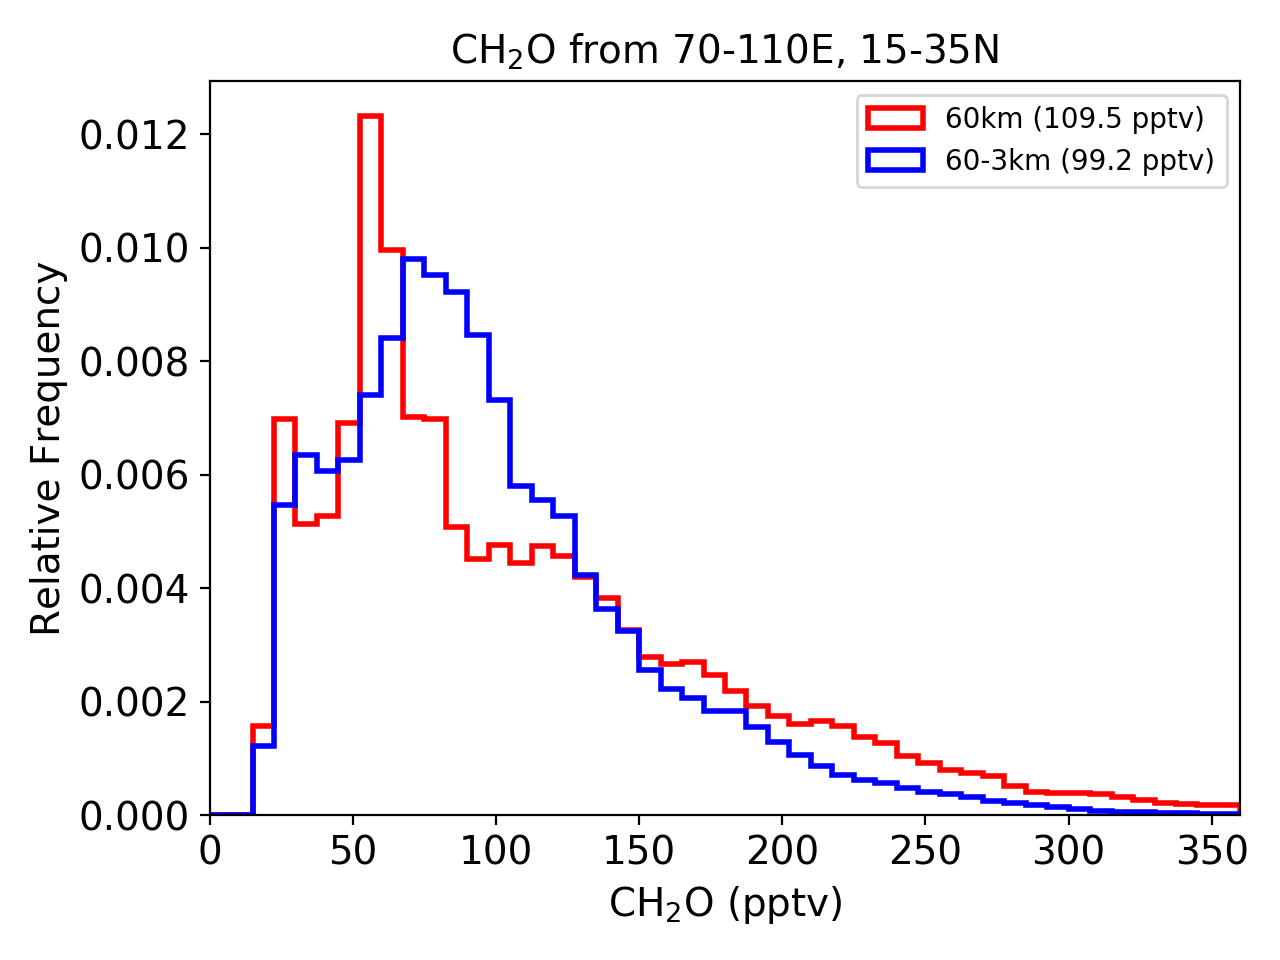 CH₂O from 70-110E, 15-35N
60km (109.5 pptv)
60-3km (99.2 pptv)
Relative Frequency
0.012
0.010
0.008
0.006
0.004
0.002
0.000
0 50 100 150 200 250 300 350
CH₂O (pptv)